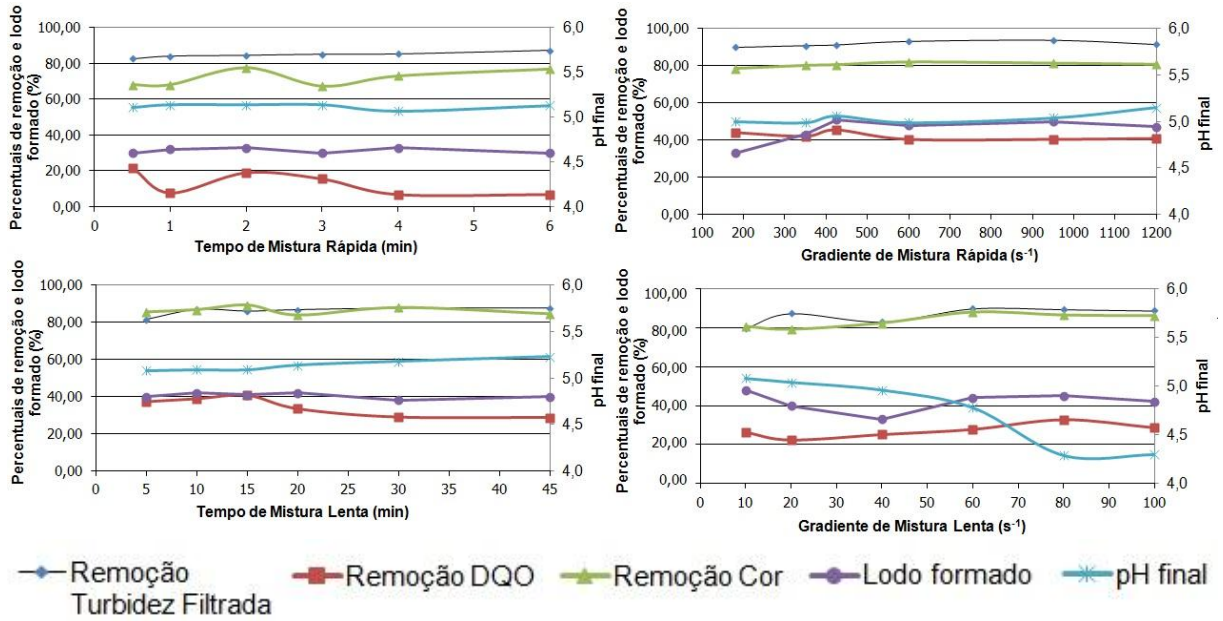 Percentuais de remoção e lodo
formado (%)
100,00
80,00
60,00
40,00
20,00
0,00
0 1 2 3 4 5 6
Tempo de Mistura Rápida (min)
6,0
5,5
5,0
4,5
4,0
pH final
Percentuais de remoção e lodo
formado (%)
100,00
80,00
60,00
40,00
20,00
0,00
100 200 300 400 500 600 700 800 900 1000 1100 1200
Gradiente de Mistura Rápida (s⁻¹)
6,0
5,5
5,0
4,5
4,0
pH final
Percentuais de remoção e lodo
formado (%)
100,00
80,00
60,00
40,00
20,00
0,00
0 5 10 15 20 25 30 35 40 45
Tempo de Mistura Lenta (min)
6,0
5,5
5,0
4,5
4,0
pH final
Percentuais de remoção e lodo
formado (%)
100,00
80,00
60,00
40,00
20,00
00,00
0 10 20 30 40 50 60 70 80 90 100
Gradiente de Mistura Lenta (s⁻¹)
6,0
5,5
5,0
4,5
4,0
pH final
Remoção Turbidez Filtrada
Remoção DQO
Remoção Cor
Lodo formado
pH final